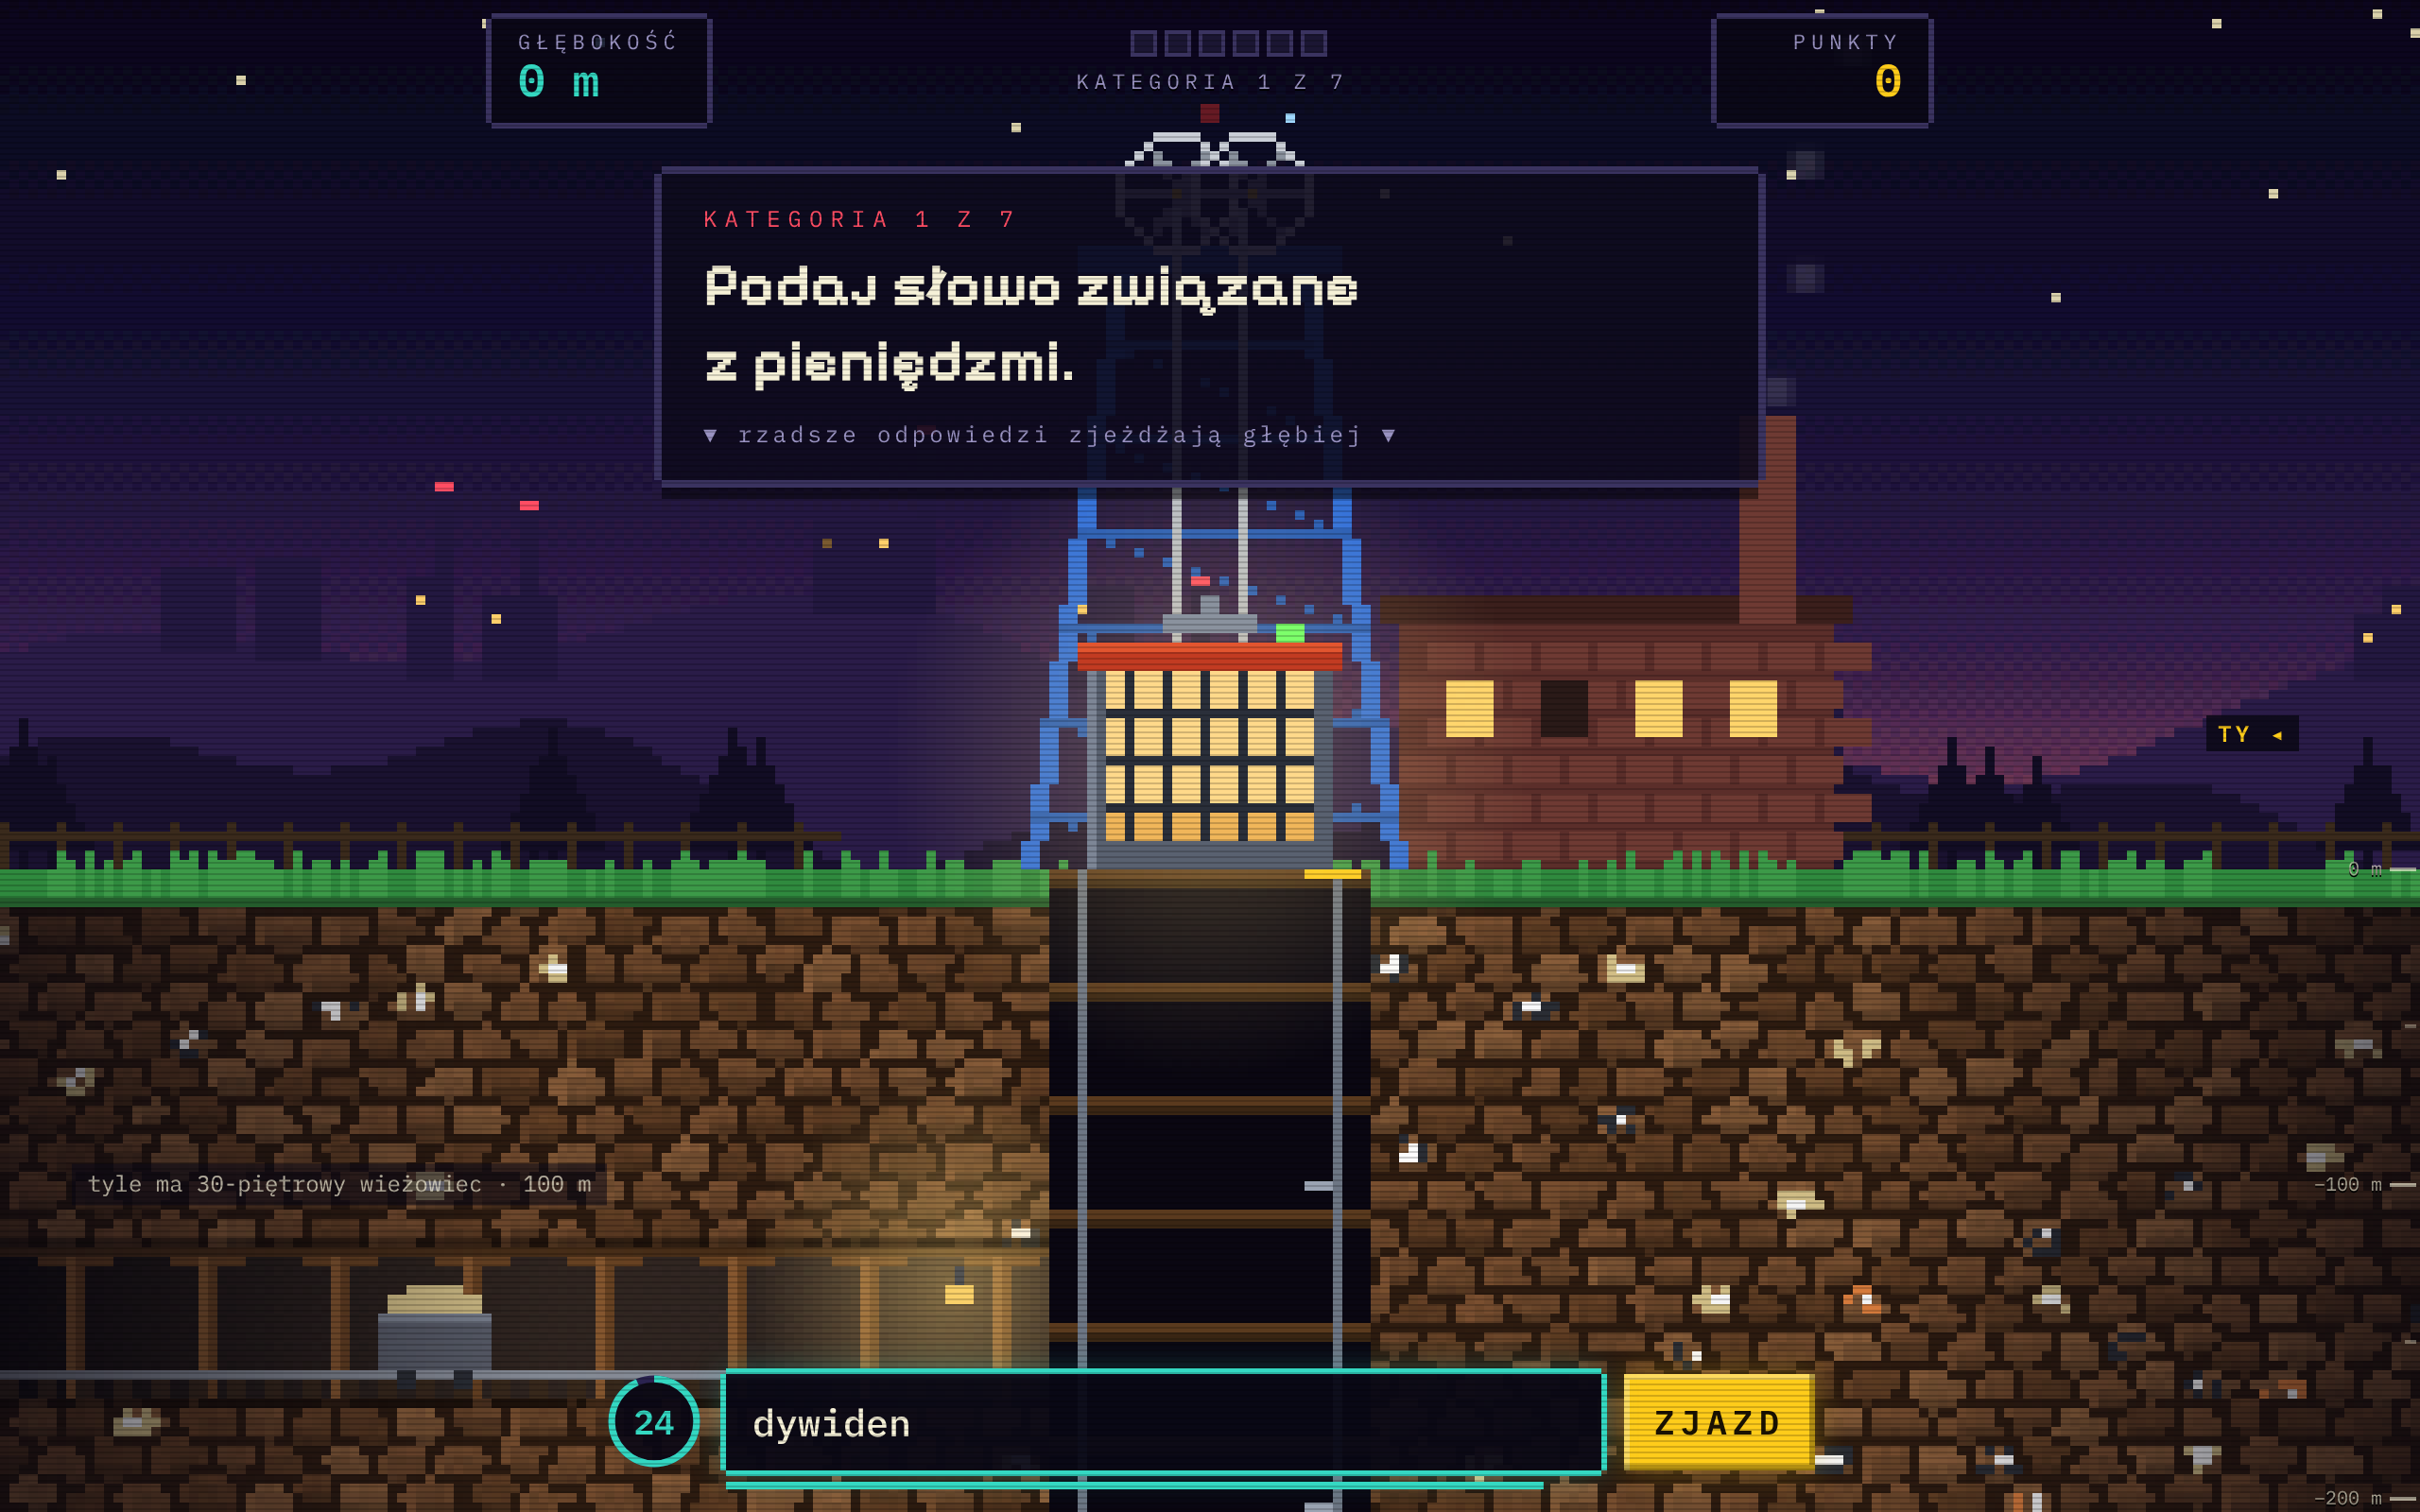 GŁĘBOKOŚĆ
0 m
KATEGORIA 1 Z 7
PUNKTY
0
KATEGORIA 1 Z 7
Podaj słowo związane
z pieniędzmi.
▼ rzadsze odpowiedzi zjeżdżają głębiej ▼
TY ◂
0 m
tyle ma 30-piętrowy wieżowiec · 100 m
−100 m
24
dywiden
ZJAZD
−200 m